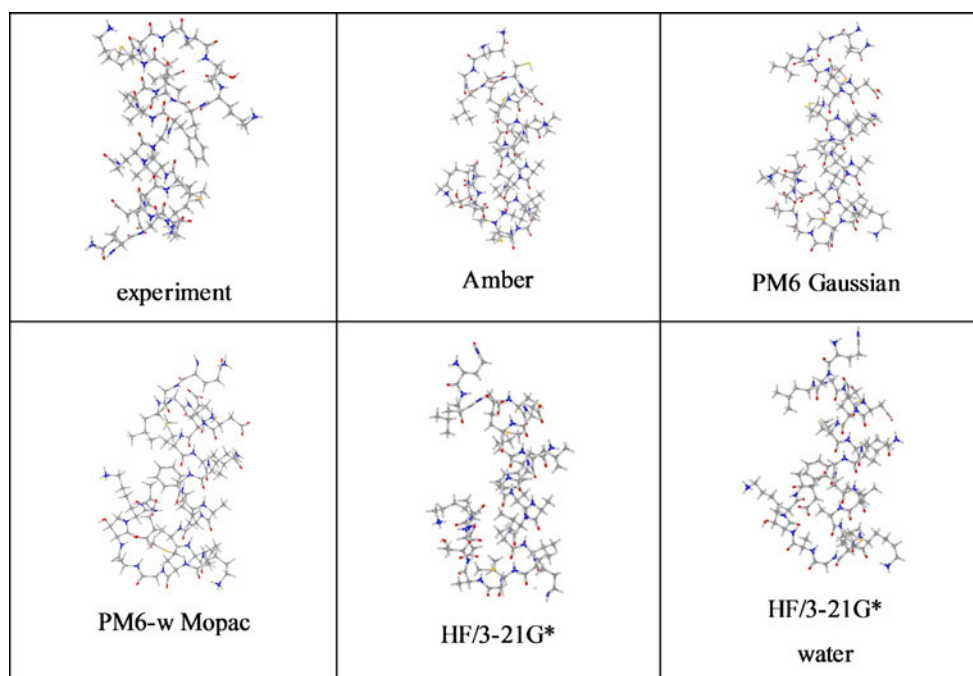 experiment
Amber
PM6 Gaussian
PM6-w Mopac
HF/3-21G*
HF/3-21G*
water